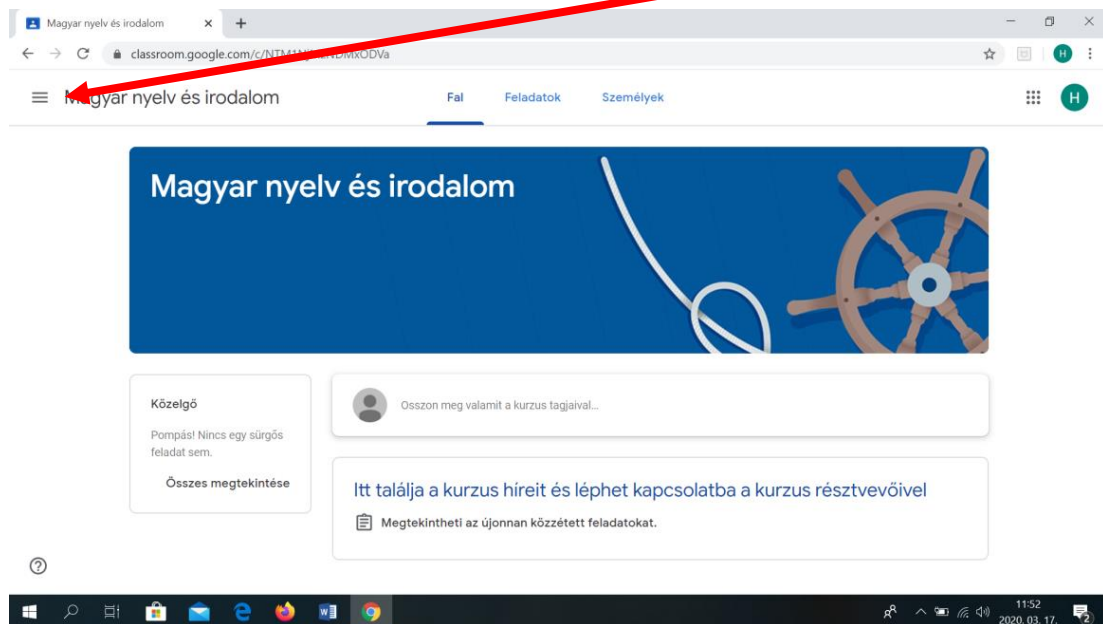 Magyar nyelv és irodalom
classroom.google.com/c/
Magyar nyelv és irodalom
Fal Feladatok Személyek
H
Magyar nyelv és irodalom
Közelgő
Pompás! Nincs egy sürgős
feladat sem.
Összes megtekintése
Osszon meg valamit a kurzus tagjaival...
Itt találja a kurzus híreit és léphet kapcsolatba a kurzus résztvevőivel
Megtekintheti az újonnan közzétett feladatokat.
11:52
2020. 03. 17.
2